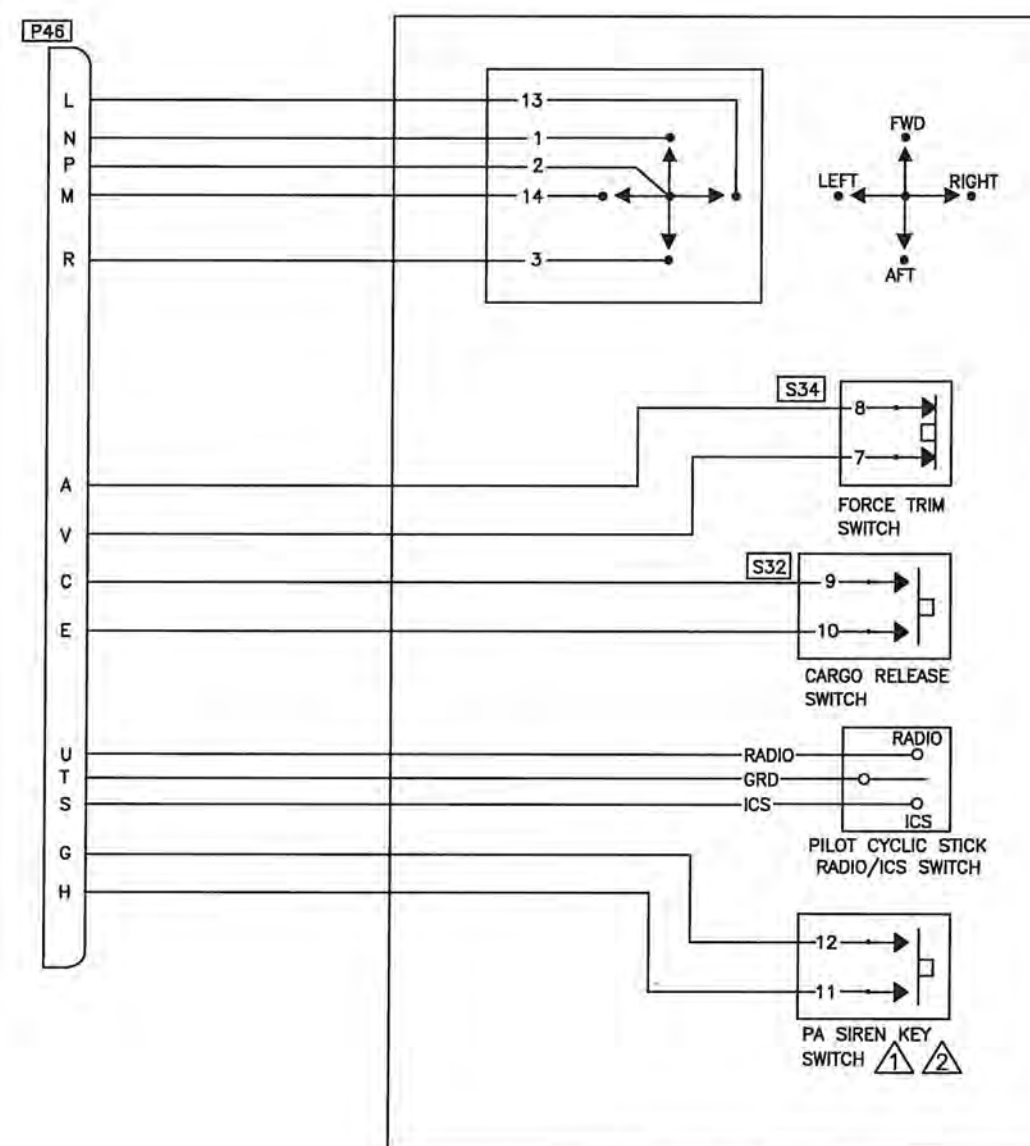 P46
L
13
N
1
P
2
M
14
R
3
FWD
LEFT
RIGHT
AFT
S34
8
7
A
V
FORCE TRIM
SWITCH
S32
C
9
E
10
CARGO RELEASE
SWITCH
U
RADIO
RADIO
T
GRD
S
ICS
ICS
PILOT CYCLIC STICK
RADIO/ICS SWITCH
G
H
12
11
PA SIREN KEY
SWITCH 1 2